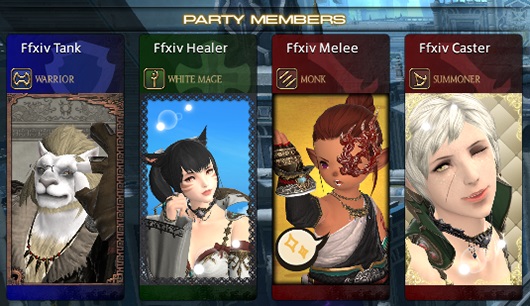 PARTY MEMBERS
Ffxiv Tank
WARRIOR
Ffxiv Healer
WHITE MAGE
Ffxiv Melee
MONK
Ffxiv Caster
SUMMONER